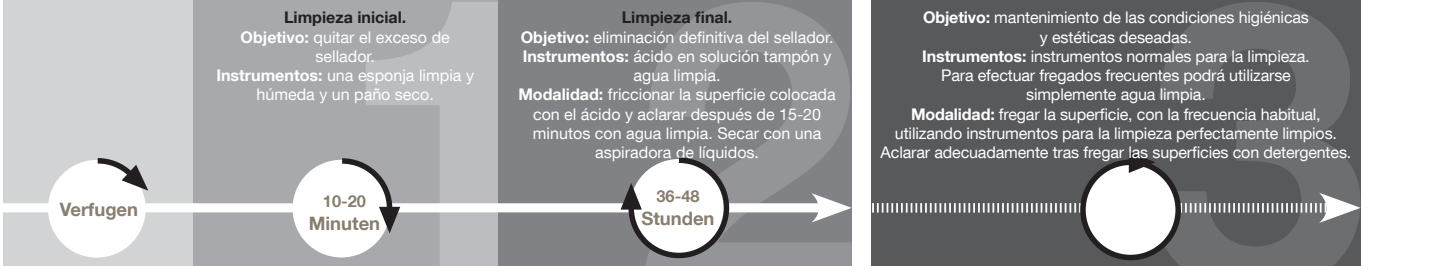 Limpieza inicial.
Objetivo: quitar el exceso de
sellador.
Instrumentos: una esponja limpia y
húmeda y un paño seco.
Limpieza final.
Objetivo: eliminación definitiva del sellador.
Instrumentos: ácido en solución tampón y
agua limpia.
Modalidad: friccionar la superficie colocada
con el ácido y aclarar después de 15-20
minutos con agua limpia. Secar con una
aspiradora de líquidos.
Objetivo: mantenimiento de las condiciones higiénicas
y estéticas deseadas.
Instrumentos: instrumentos normales para la limpieza.
Para efectuar fregados frecuentes podrá utilizarse
simplemente agua limpia.
Modalidad: fregar la superficie, con la frecuencia habitual,
utilizando instrumentos para la limpieza perfectamente limpios.
Aclarar adecuadamente tras fregar las superficies con detergentes.
Verfugen
10-20
Minuten
36-48
Stunden
1
2
3